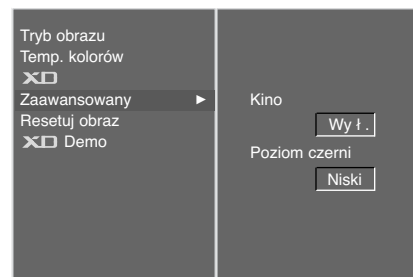 Tryb obrazu
Temp. kolorów
XD
Zaawansowany ►
Resetuj obraz
XD Demo
Kino
Wy ł .
Poziom czerni
Niski